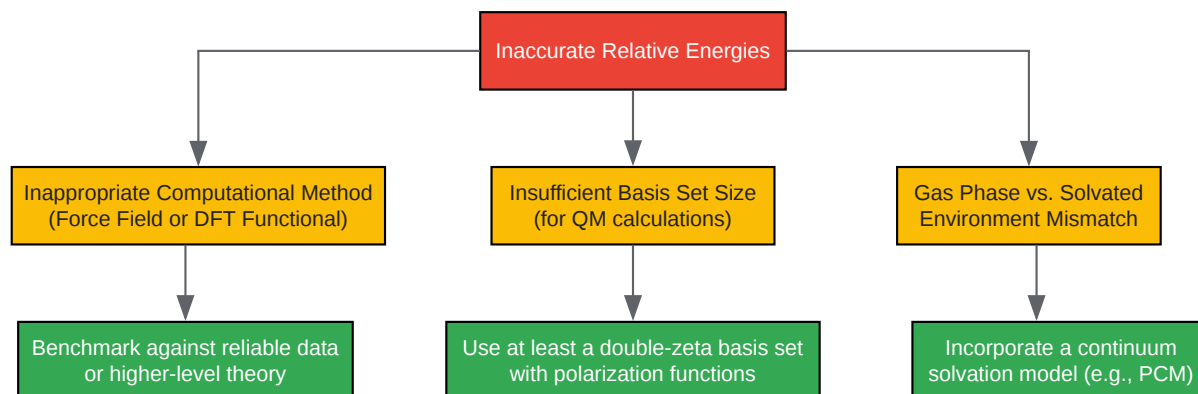 Inaccurate Relative Energies
Inappropriate Computational Method
(Force Field or DFT Functional)
Insufficient Basis Set Size
(for QM calculations)
Gas Phase vs. Solvated
Environment Mismatch
Benchmark against reliable data
or higher-level theory
Use at least a double-zeta basis set
with polarization functions
Incorporate a continuum
solvation model (e.g., PCM)